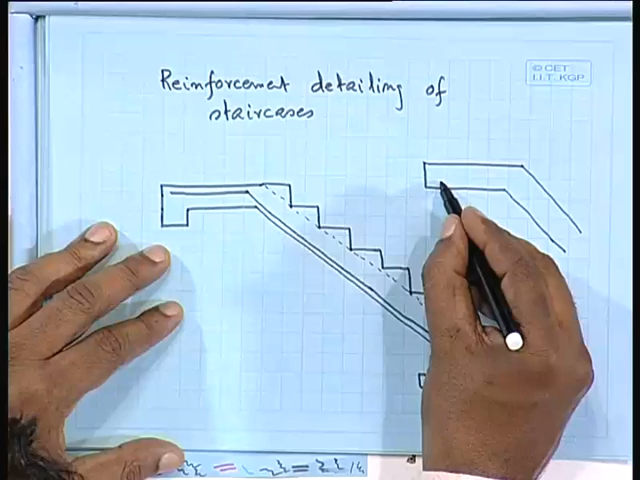 Reinforcement detailing of
staircases
© CET
I.I.T. KGP